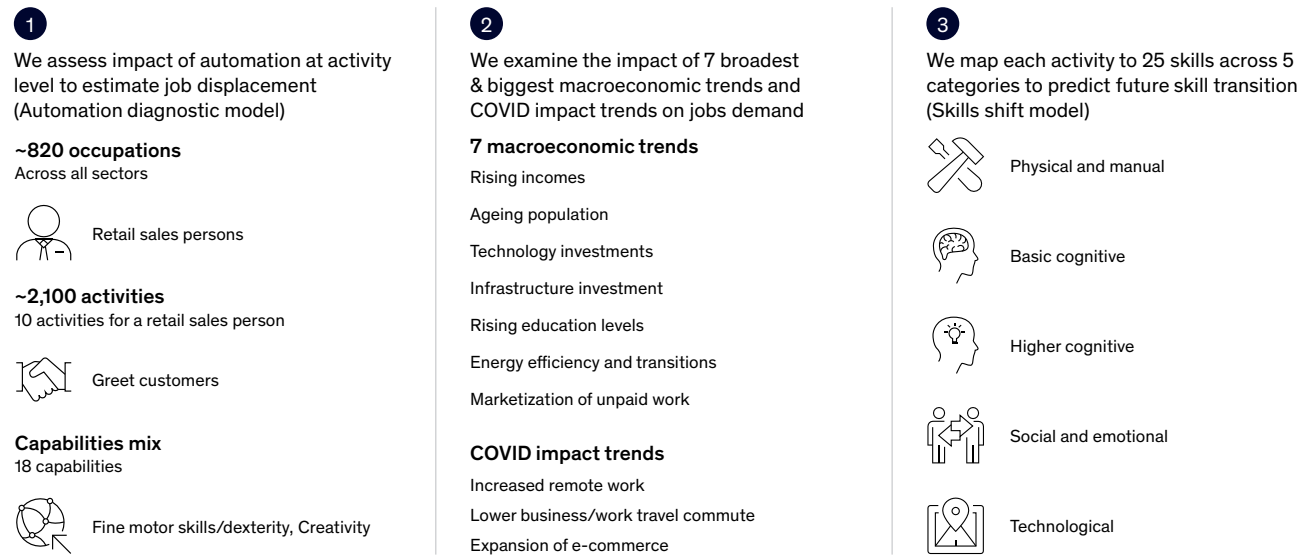 1
We assess impact of automation at activity
level to estimate job displacement
(Automation diagnostic model)
~820 occupations
Across all sectors
Retail sales persons
~2,100 activities
10 activities for a retail sales person
Greet customers
Capabilities mix
18 capabilities
Fine motor skills/dexterity, Creativity
2
We examine the impact of 7 broadest
& biggest macroeconomic trends and
COVID impact trends on jobs demand
7 macroeconomic trends
Rising incomes
Ageing population
Technology investments
Infrastructure investment
Rising education levels
Energy efficiency and transitions
Marketization of unpaid work
COVID impact trends
Increased remote work
Lower business/work travel commute
Expansion of e-commerce
3
We map each activity to 25 skills across 5
categories to predict future skill transition
(Skills shift model)
Physical and manual
Basic cognitive
Higher cognitive
Social and emotional
Technological